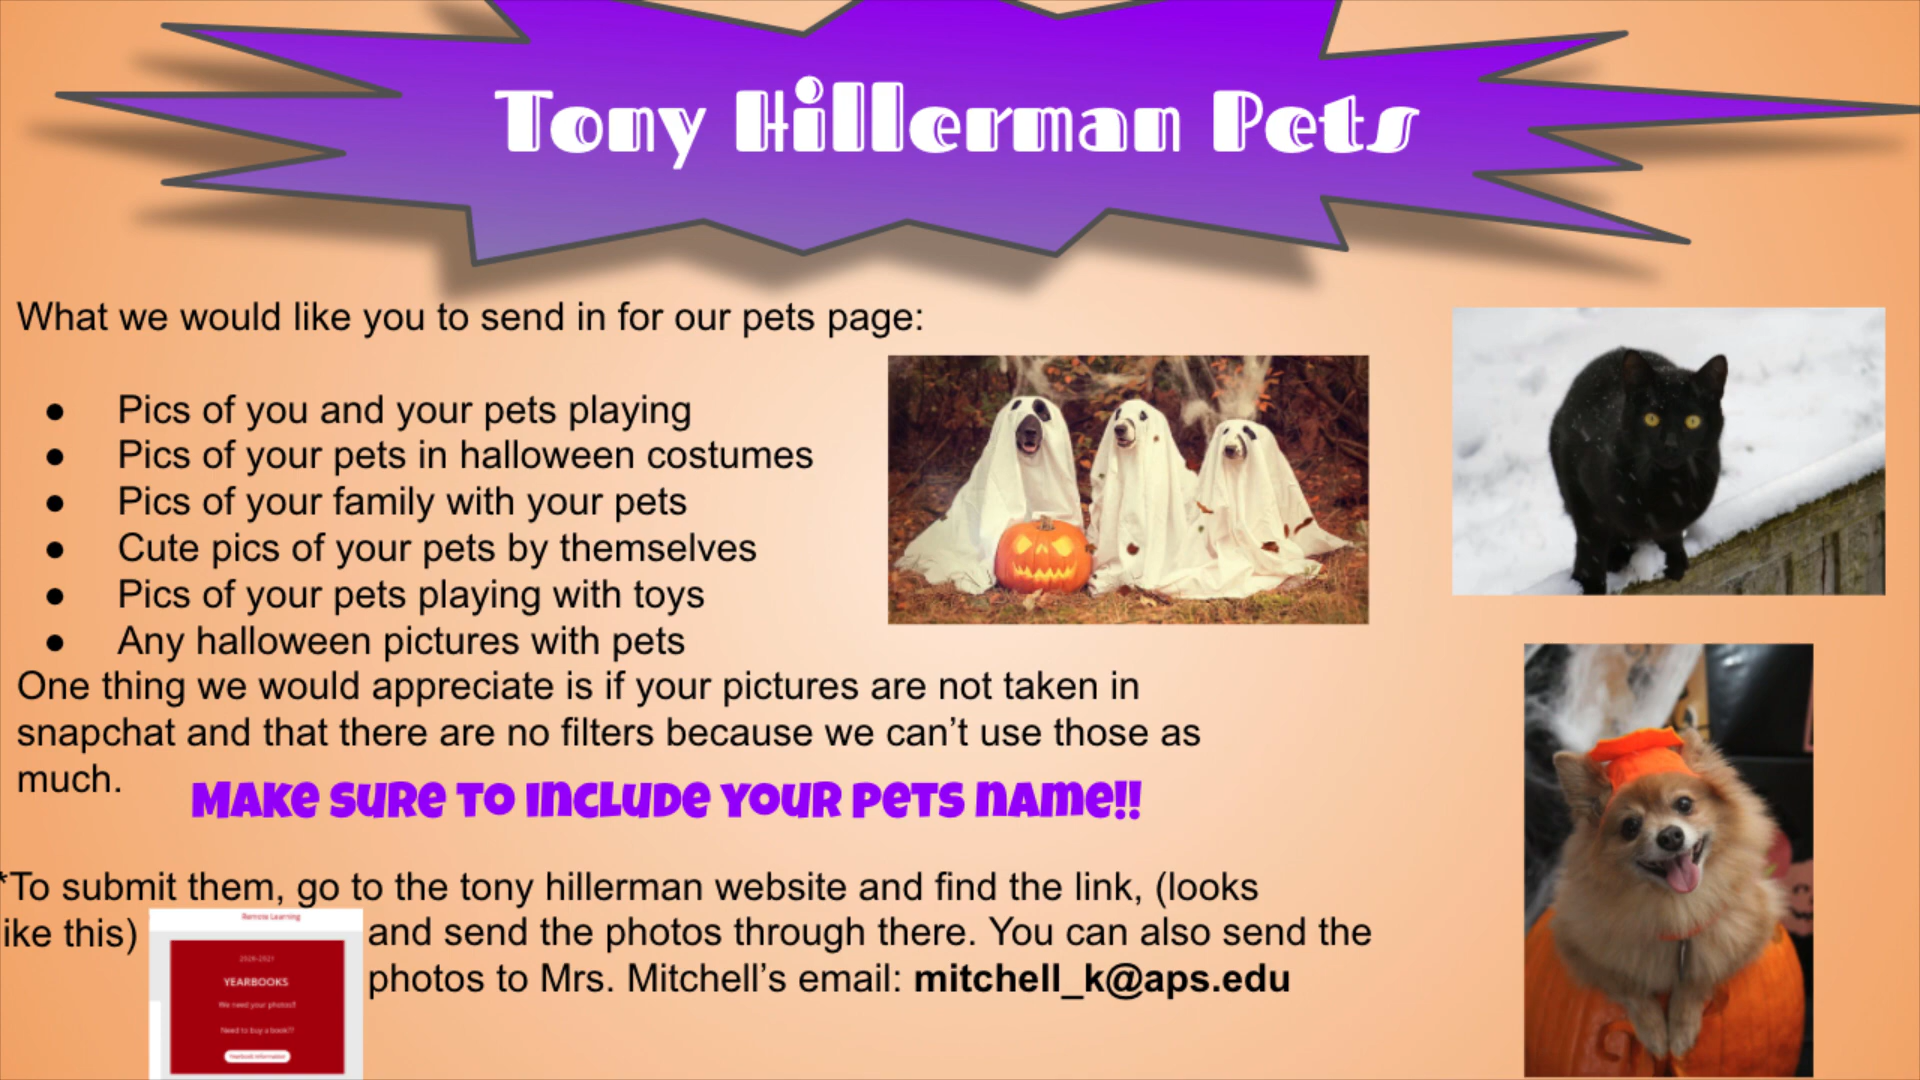 Tony Hillerman Pets
What we would like you to send in for our pets page:
● Pics of you and your pets playing
● Pics of your pets in halloween costumes
● Pics of your family with your pets
● Cute pics of your pets by themselves
● Pics of your pets playing with toys
● Any halloween pictures with pets
One thing we would appreciate is if your pictures are not taken in
snapchat and that there are no filters because we can't use those as
much.
Make sure to include your pets name!!
*To submit them, go to the tony hillerman website and find the link, (looks
ike this)
Remote Learning
2020-2021
YEARBOOKS
We need your photos!!
Need to buy a book??
Yearbook Information
and send the photos through there. You can also send the
photos to Mrs. Mitchell's email: mitchell_k@aps.edu